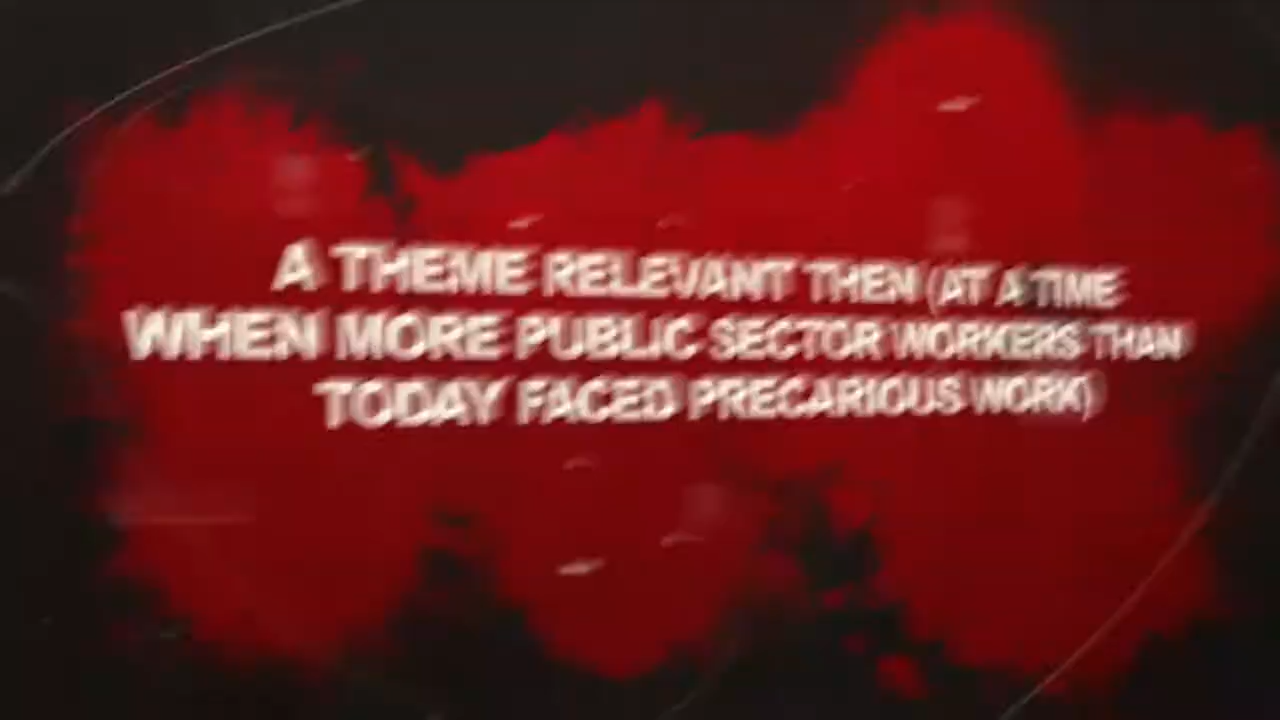 A THEME RELEVANT THEN (AT A TIME
WHEN MORE PUBLIC SECTOR WORKERS THAN
TODAY FACED PRECARIOUS WORK)